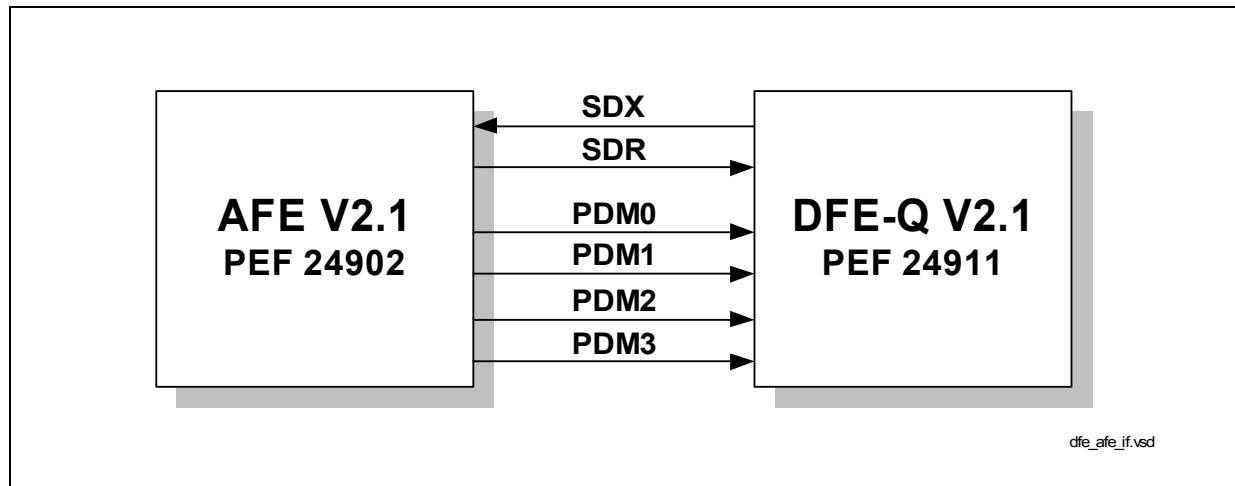 SDX
SDR
AFE V2.1
PEF 24902
PDM0
PDM1
PDM2
PDM3
DFE-Q V2.1
PEF 24911
dfe_afe_if.vsd